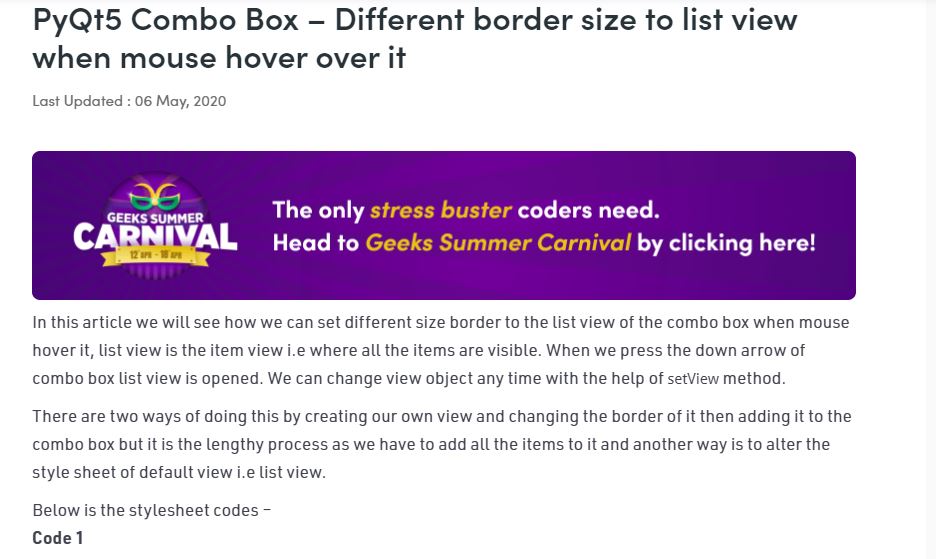 PyQt5 Combo Box – Different border size to list view
when mouse hover over it
Last Updated : 06 May, 2020
GEEKS SUMMER
CARNIVAL
12 APR - 18 APR
The only stress buster coders need.
Head to Geeks Summer Carnival by clicking here!
In this article we will see how we can set different size border to the list view of the combo box when mouse
hover it, list view is the item view i.e where all the items are visible. When we press the down arrow of
combo box list view is opened. We can change view object any time with the help of setView method.
There are two ways of doing this by creating our own view and changing the border of it then adding it to the
combo box but it is the lengthy process as we have to add all the items to it and another way is to alter the
style sheet of default view i.e list view.
Below is the stylesheet codes –
Code 1